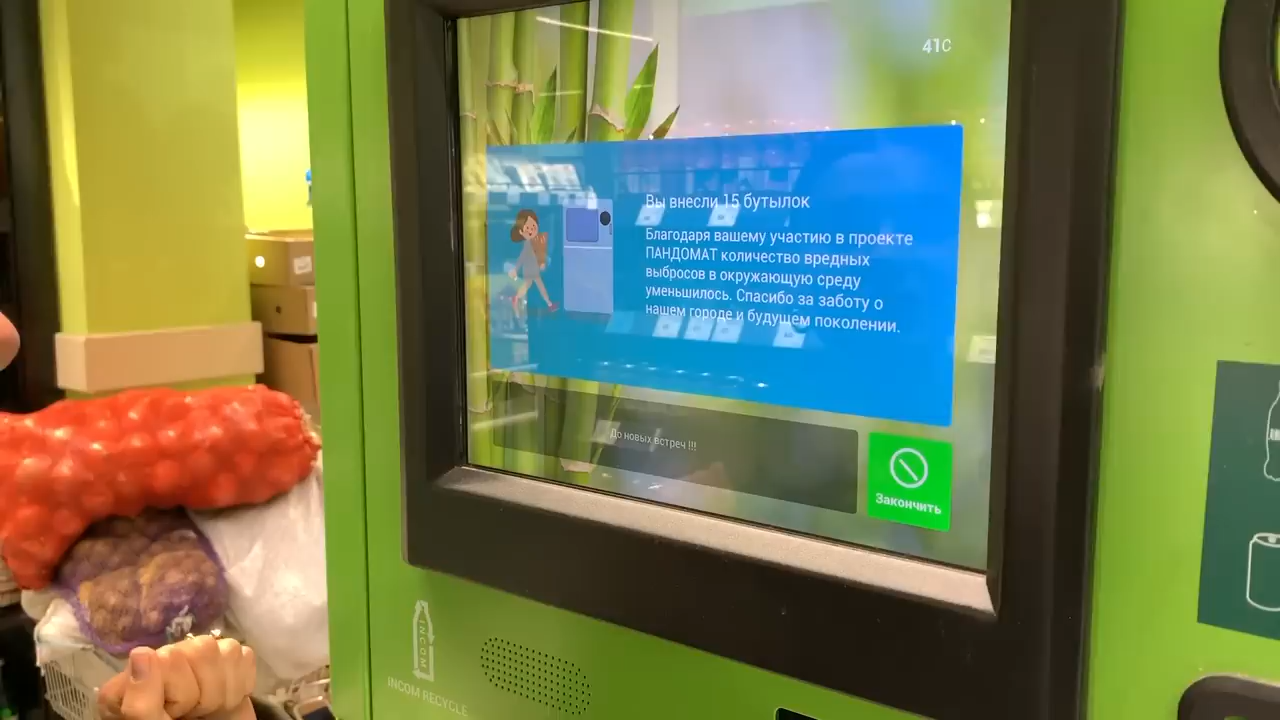 41C
Вы внесли 15 бутылок
Благодаря вашему участию в проекте
ПАНДОМАТ количество вредных
выбросов в окружающую среду
уменьшилось. Спасибо за заботу о
нашем городе и будущем поколении.
До новых встреч !!!
Закончить
INCOM
INCOM RECYCLE